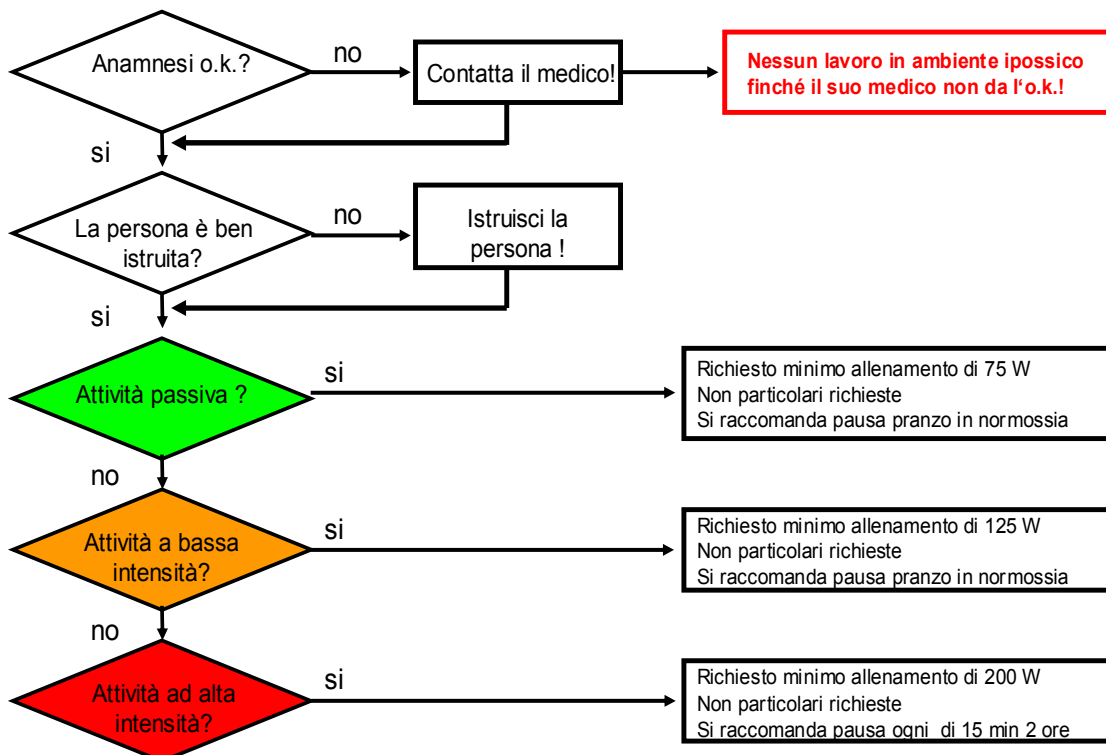 Anamnesi o.k.?
no
Contatta il medico!
Nessun lavoro in ambiente ipossico
finché il suo medico non da l'o.k.!
si
La persona è ben
istruita?
no
Istruisci la
persona !
si
Attività passiva ?
si
Richiesto minimo allenamento di 75 W
Non particolari richieste
Si raccomanda pausa pranzo in normossia
no
Attività a bassa
intensità?
si
Richiesto minimo allenamento di 125 W
Non particolari richieste
Si raccomanda pausa pranzo in normossia
no
Attività ad alta
intensità?
si
Richiesto minimo allenamento di 200 W
Non particolari richieste
Si raccomanda pausa ogni di 15 min 2 ore